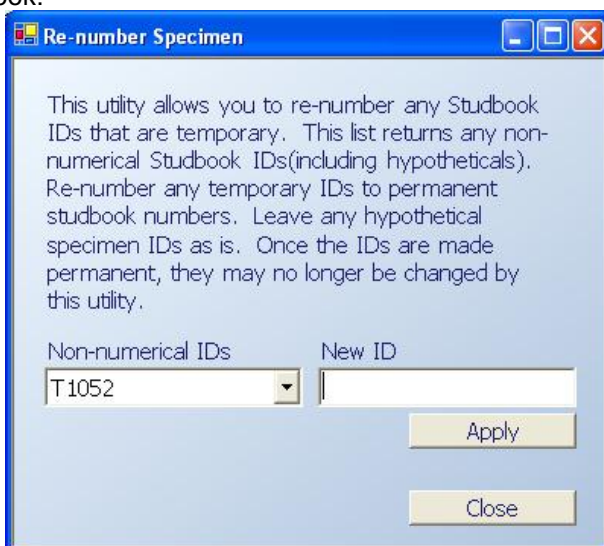 ok.
Re-number Specimen
This utility allows you to re-number any Studbook
IDs that are temporary. This list returns any non-
numerical Studbook IDs(including hypotheticals).
Re-number any temporary IDs to permanent
studbook numbers. Leave any hypothetical
specimen IDs as is. Once the IDs are made
permanent, they may no longer be changed by
this utility.
Non-numerical IDs New ID
T1052
Apply
Close